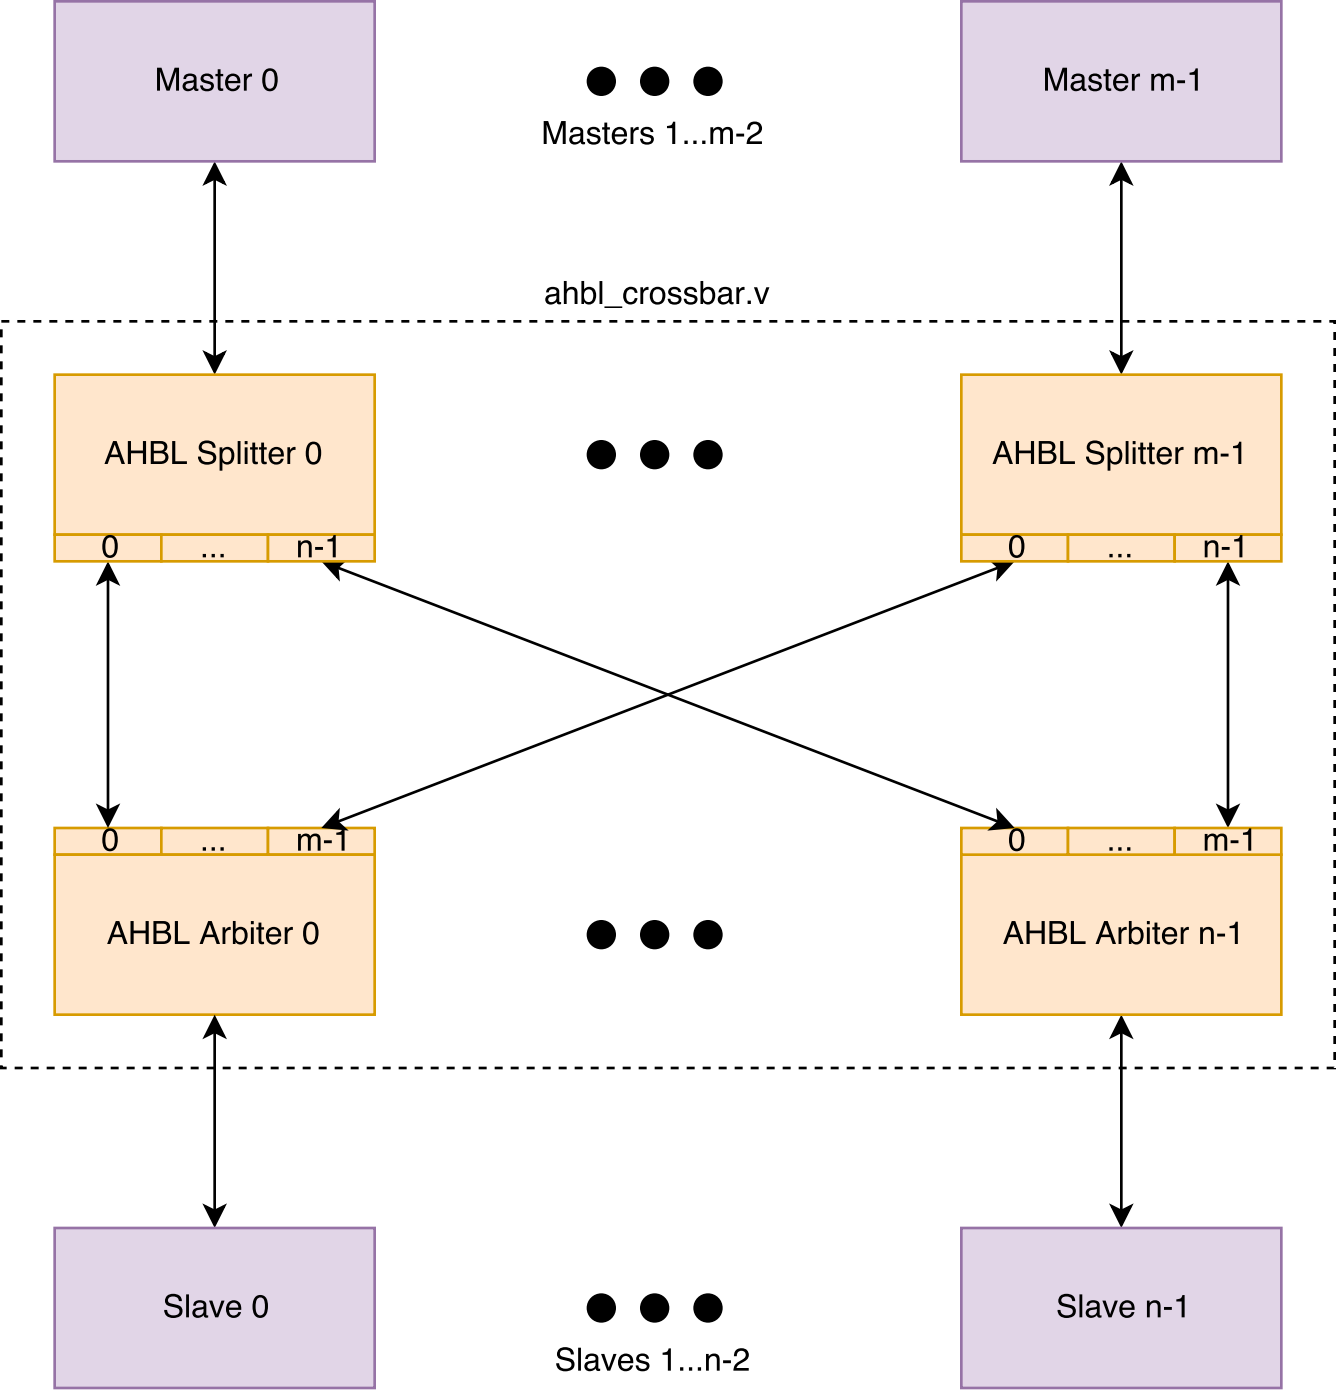 Master 0
Master m-1
Masters 1...m-2
ahbl_crossbar.v
AHBL Splitter 0
AHBL Splitter m-1
0 ... n-1
0 ... n-1
0 ... m-1
0 ... m-1
AHBL Arbiter 0
AHBL Arbiter n-1
Slave 0
Slave n-1
Slaves 1...n-2